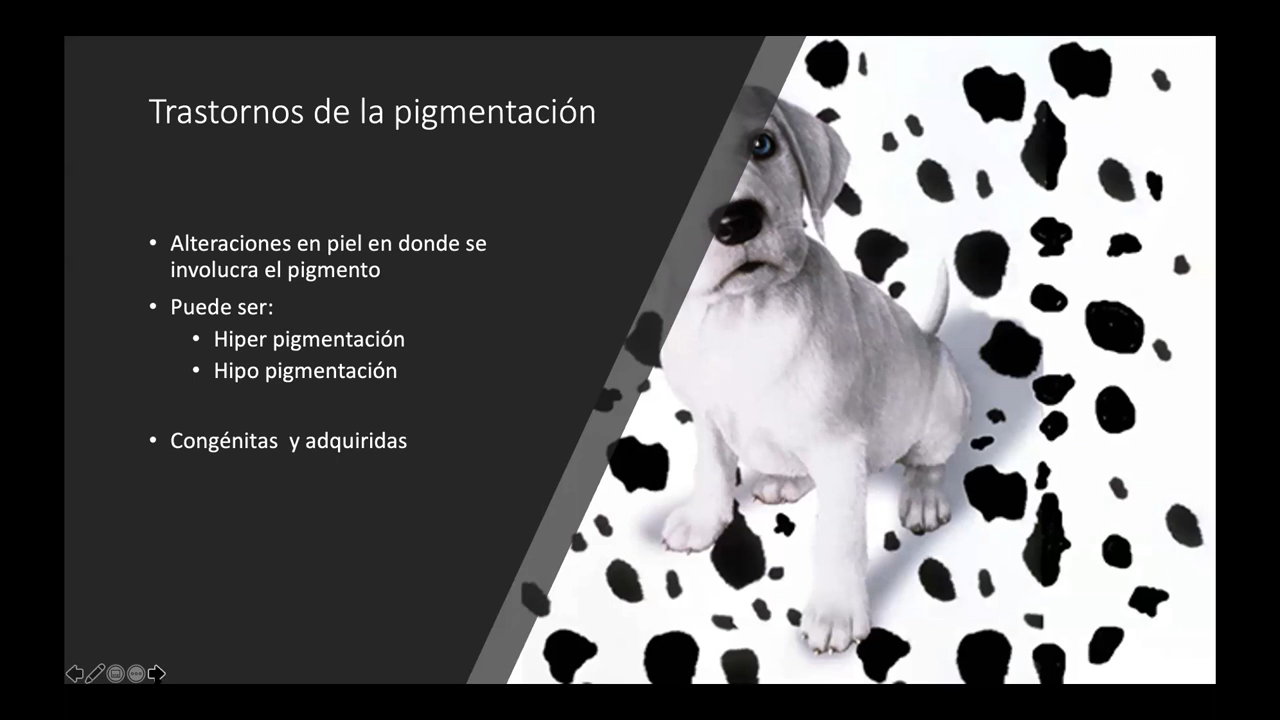 Trastornos de la pigmentación
• Alteraciones en piel en donde se
involucra el pigmento
• Puede ser:
• Hiper pigmentación
• Hipo pigmentación
• Congénitas  y adquiridas